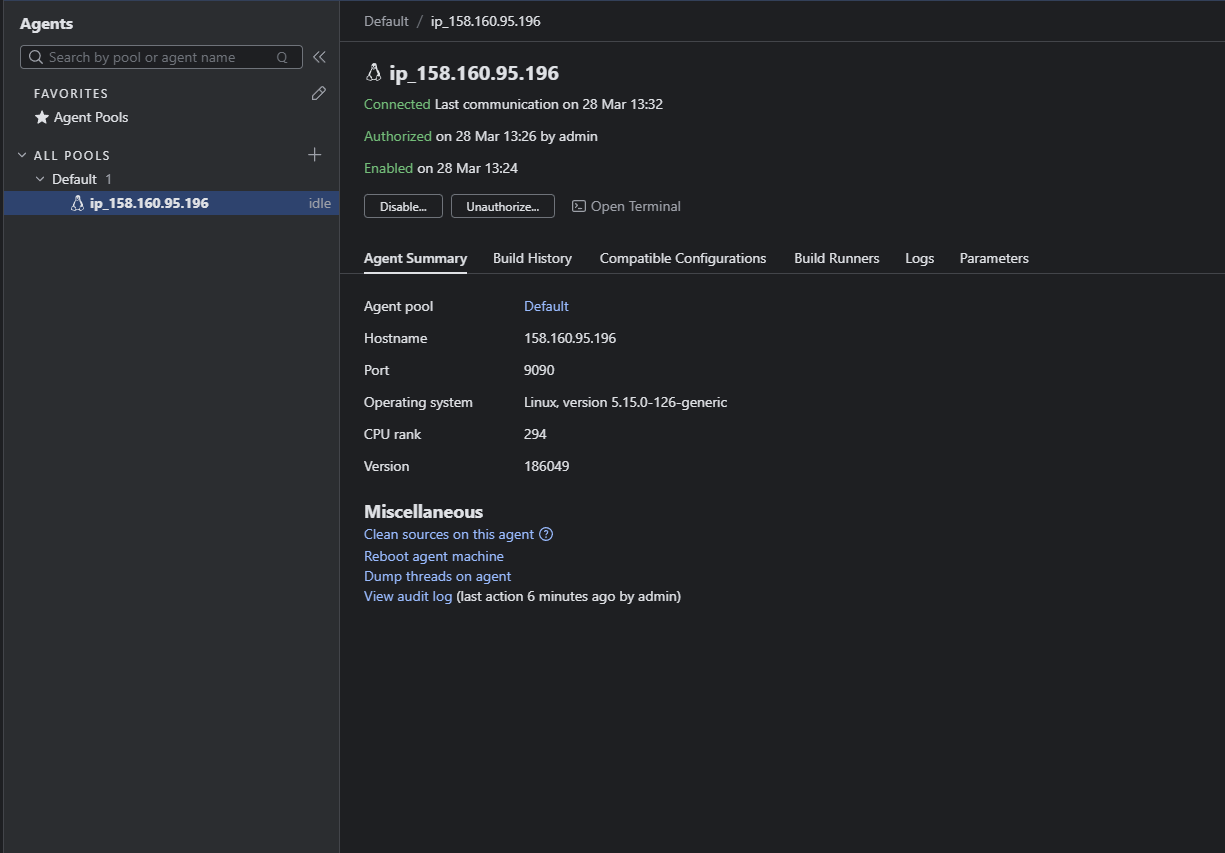 Agents
Search by pool or agent name Q
FAVORITES
Agent Pools
ALL POOLS
Default 1
ip_158.160.95.196 idle
Default / ip_158.160.95.196
ip_158.160.95.196
Connected Last communication on 28 Mar 13:32
Authorized on 28 Mar 13:26 by admin
Enabled on 28 Mar 13:24
Disable... Unauthorize... Open Terminal
Agent Summary Build History Compatible Configurations Build Runners Logs Parameters
Agent pool Default
Hostname 158.160.95.196
Port 9090
Operating system Linux, version 5.15.0-126-generic
CPU rank 294
Version 186049
Miscellaneous
Clean sources on this agent ?
Reboot agent machine
Dump threads on agent
View audit log (last action 6 minutes ago by admin)